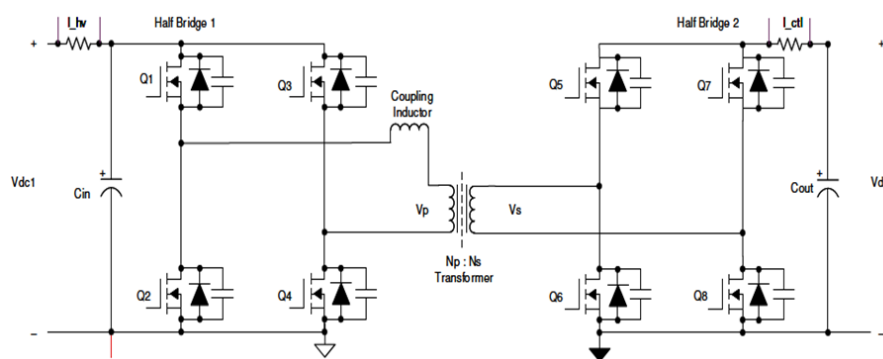 I_hv
Half Bridge 1
Half Bridge 2
I_ctl
+
+
Q1
Q3
Q5
Q7
Coupling
Inductor
+
+
Vdc1
Cin
Vp
Vs
Cout
Vd
Np : Ns
Transformer
Q2
Q4
Q6
Q8
–
–